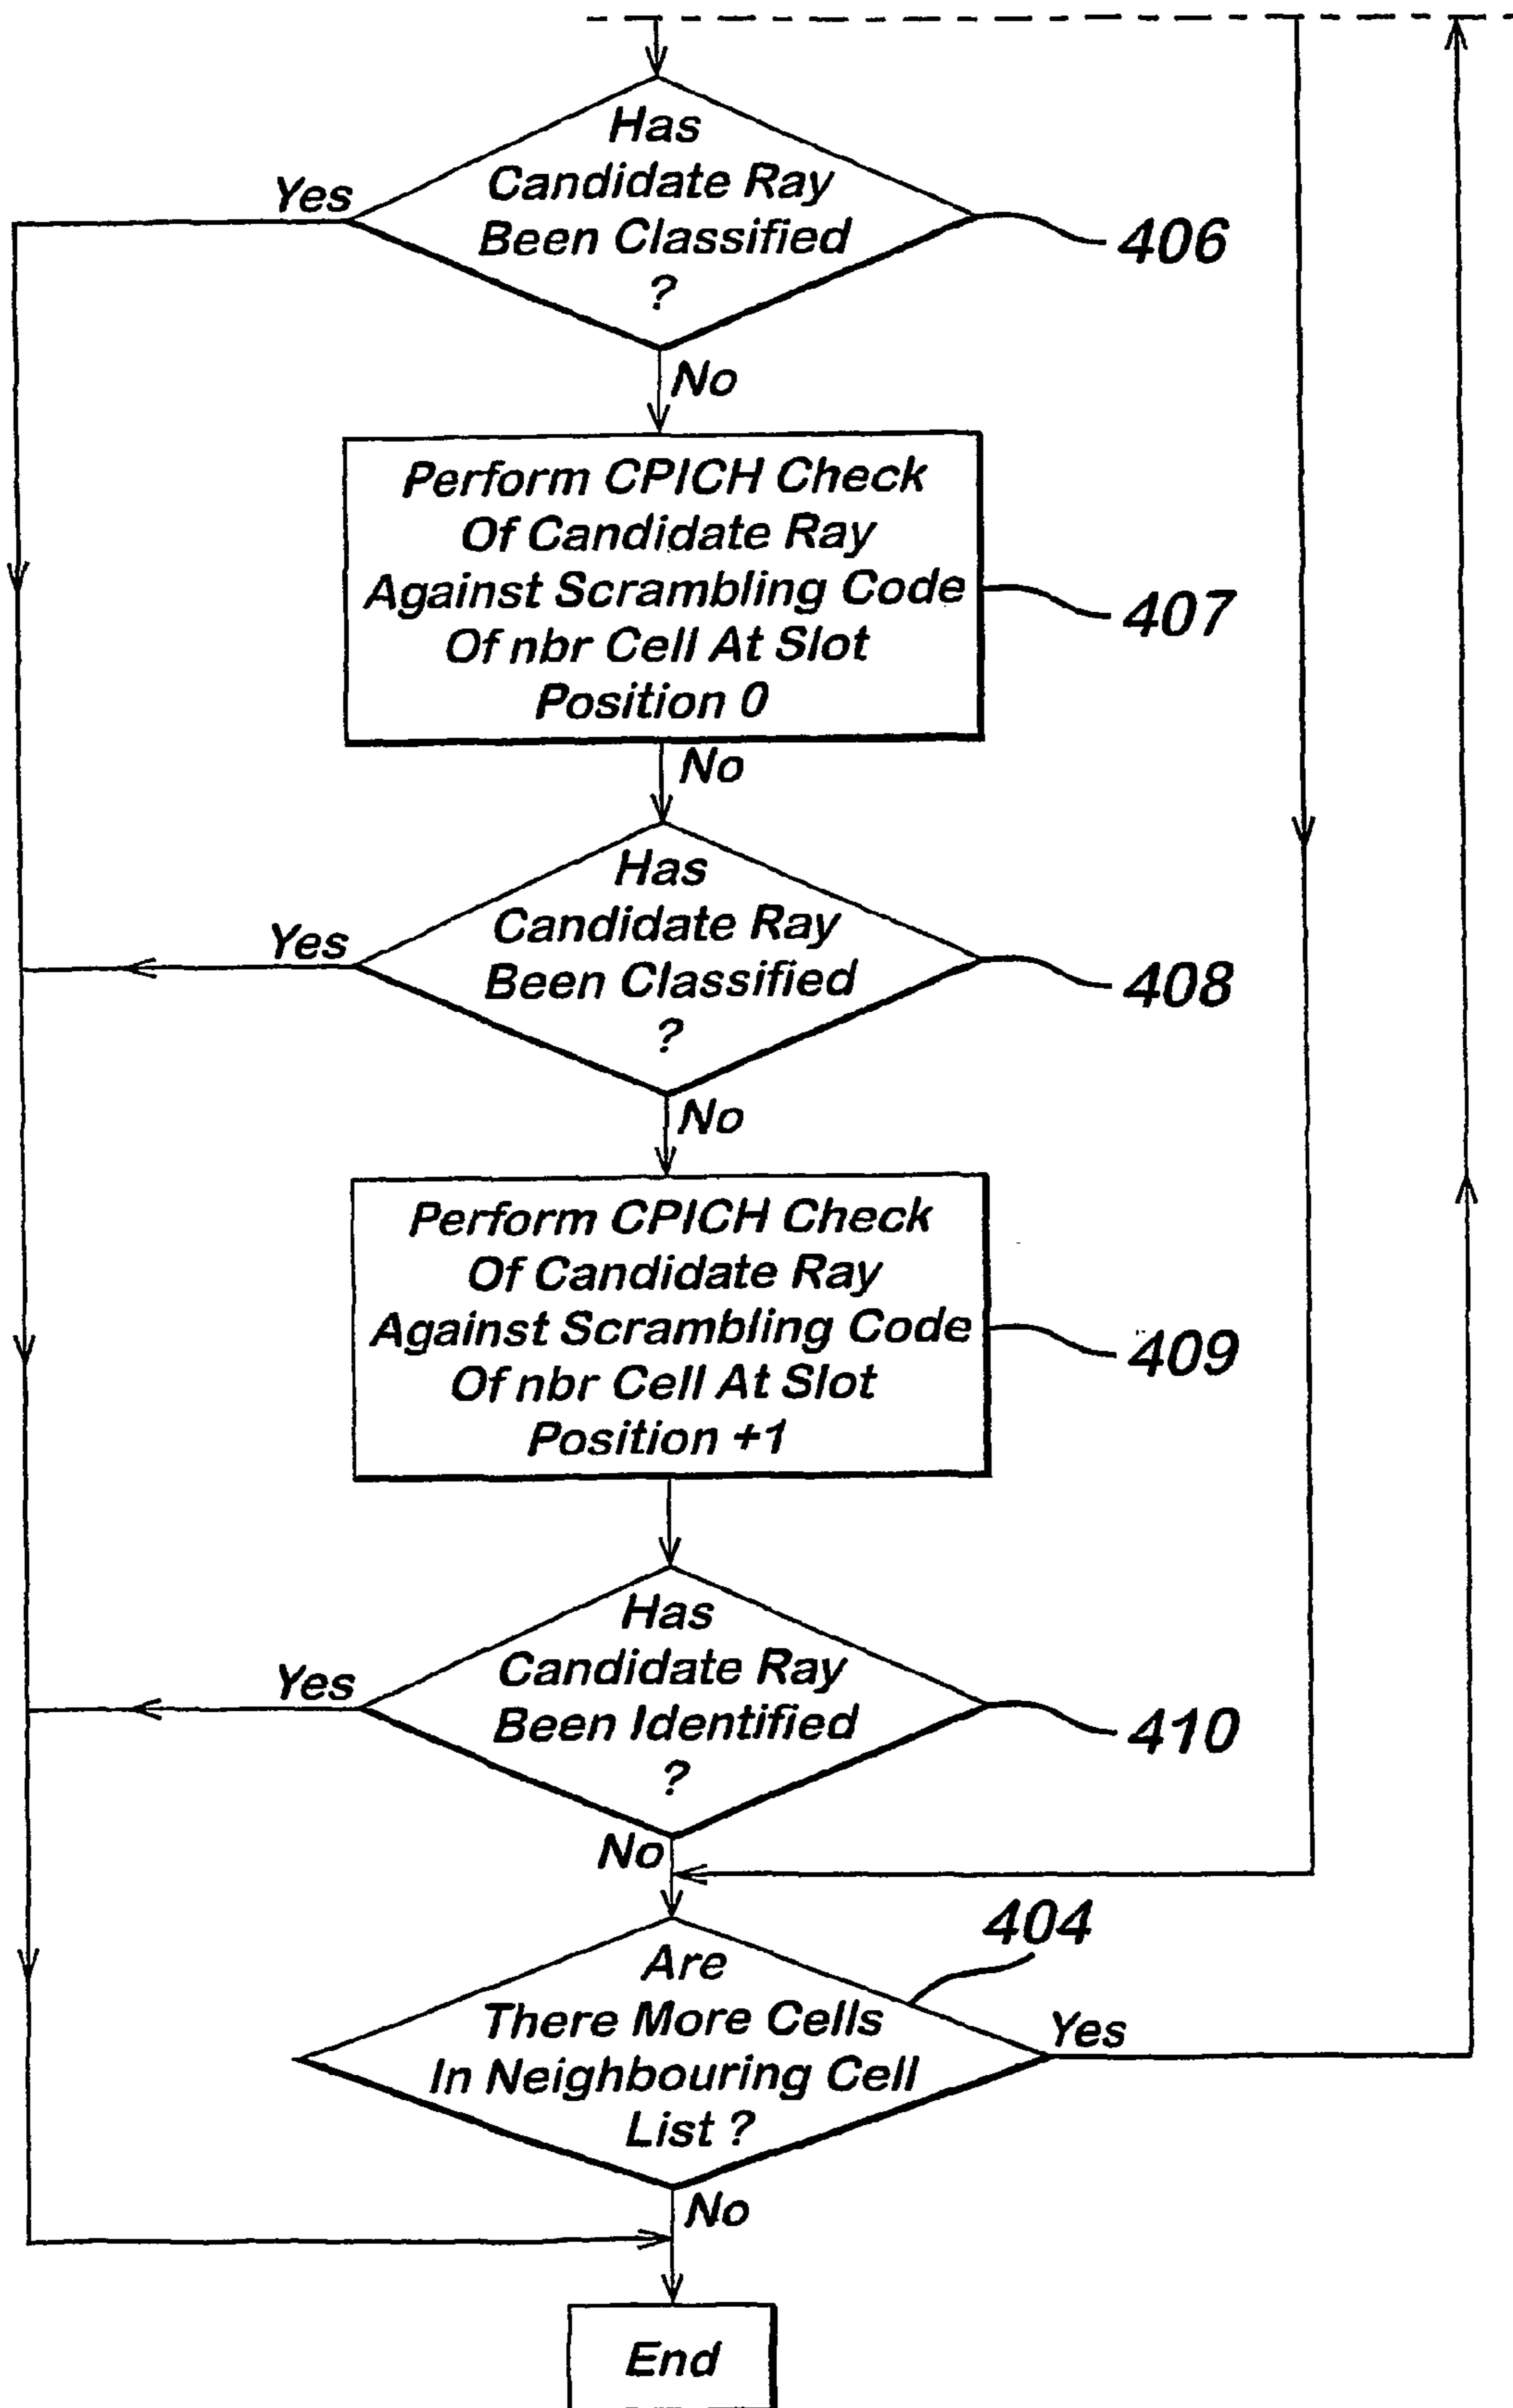 Has
Candidate Ray
Been Classified
?
Yes
406
No
Perform CPICH Check
Of Candidate Ray
Against Scrambling Code
Of nbr Cell At Slot
Position 0
407
No
Has
Candidate Ray
Been Classified
?
Yes
408
No
Perform CPICH Check
Of Candidate Ray
Against Scrambling Code
Of nbr Cell At Slot
Position +1
409
Has
Candidate Ray
Been Identified
?
Yes
410
No
404
Are
There More Cells
In Neighbouring Cell
List ?
Yes
No
End